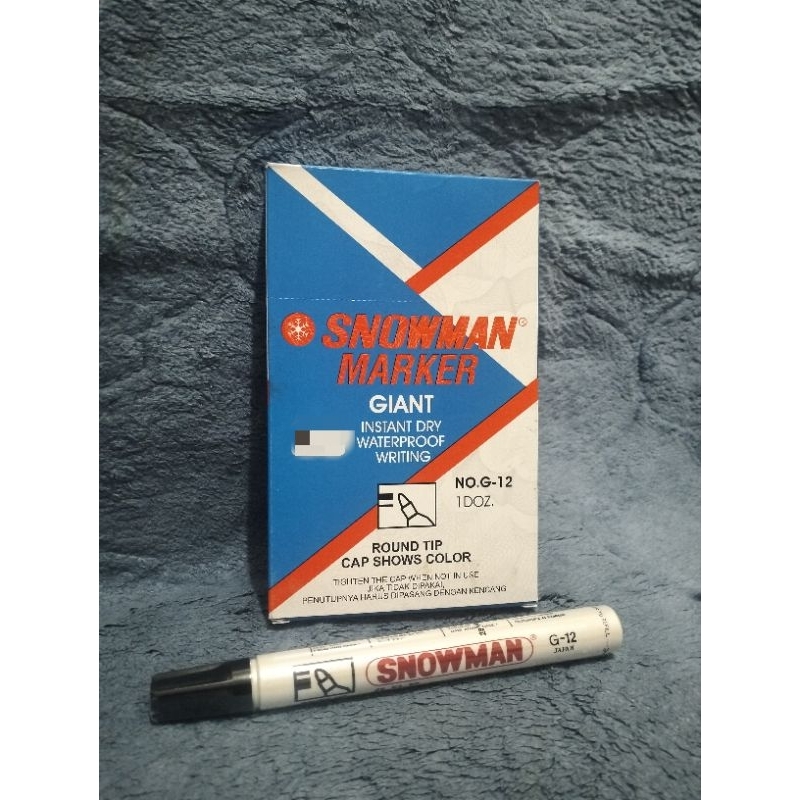 SNOWMAN®
MARKER
GIANT
INSTANT DRY
WATERPROOF
WRITING
NO.G-12
1DOZ.
ROUND TIP
CAP SHOWS COLOR
TIGHTEN THE CAP WHEN NOT IN USE
JIKA TIDAK DIPAKAI,
PENUTUPNYA HARUS DIPASANG DENGAN KENCANG
SNOWMAN®
G-12
JAPAN